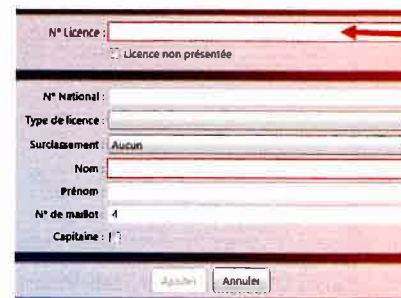 N° Licence :
Licence non présentée
N° National :
Type de licence :
Surclassement : Aucun
Nom :
Prénom :
N° de maillot : 4
Capitaine :
Ajouter Annuler